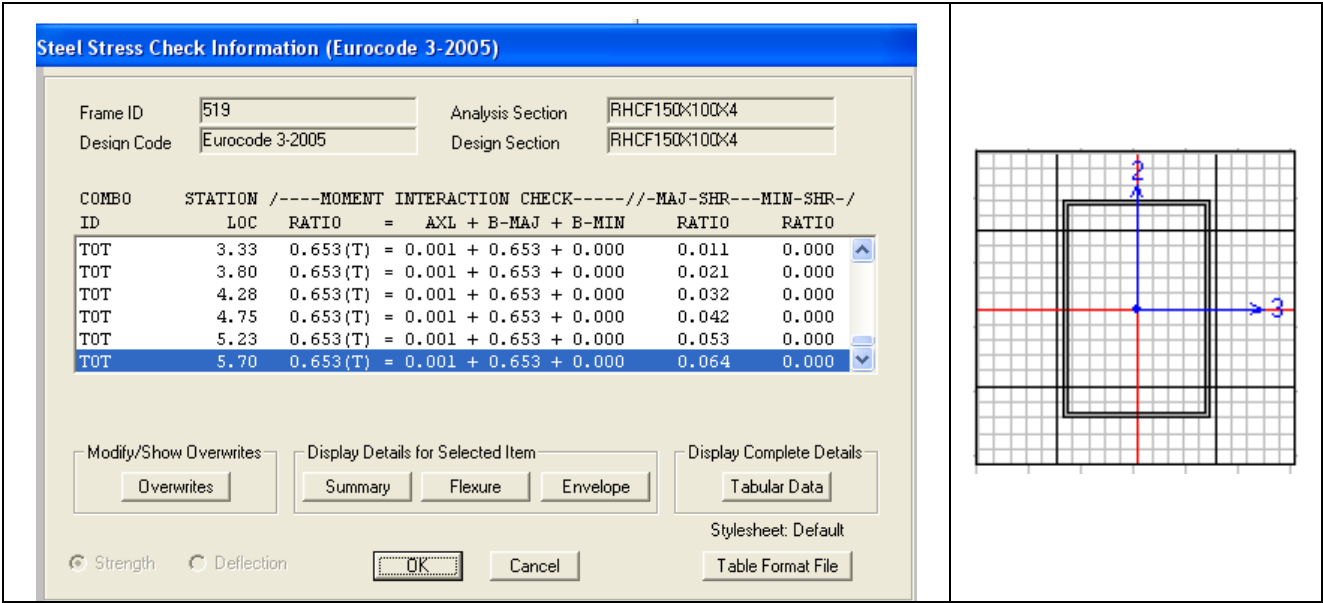 Steel Stress Check Information (Eurocode 3-2005)
Frame ID 519 Analysis Section RHCF150X100X4
Design Code Eurocode 3-2005 Design Section RHCF150X100X4
COMBO STATION /----MOMENT INTERACTION CHECK-----//-MAJ-SHR---MIN-SHR-/
ID LOC RATIO = AXL + B-MAJ + B-MIN RATIO RATIO
TOT 3.33 0.653(T) = 0.001 + 0.653 + 0.000 0.011 0.000
TOT 3.80 0.653(T) = 0.001 + 0.653 + 0.000 0.021 0.000
TOT 4.28 0.653(T) = 0.001 + 0.653 + 0.000 0.032 0.000
TOT 4.75 0.653(T) = 0.001 + 0.653 + 0.000 0.042 0.000
TOT 5.23 0.653(T) = 0.001 + 0.653 + 0.000 0.053 0.000
TOT 5.70 0.653(T) = 0.001 + 0.653 + 0.000 0.064 0.000
Modify/Show Overwrites Display Details for Selected Item Display Complete Details
Overwrites Summary Flexure Envelope Tabular Data
Stylesheet: Default
Strength Deflection OK Cancel Table Format File
2
3